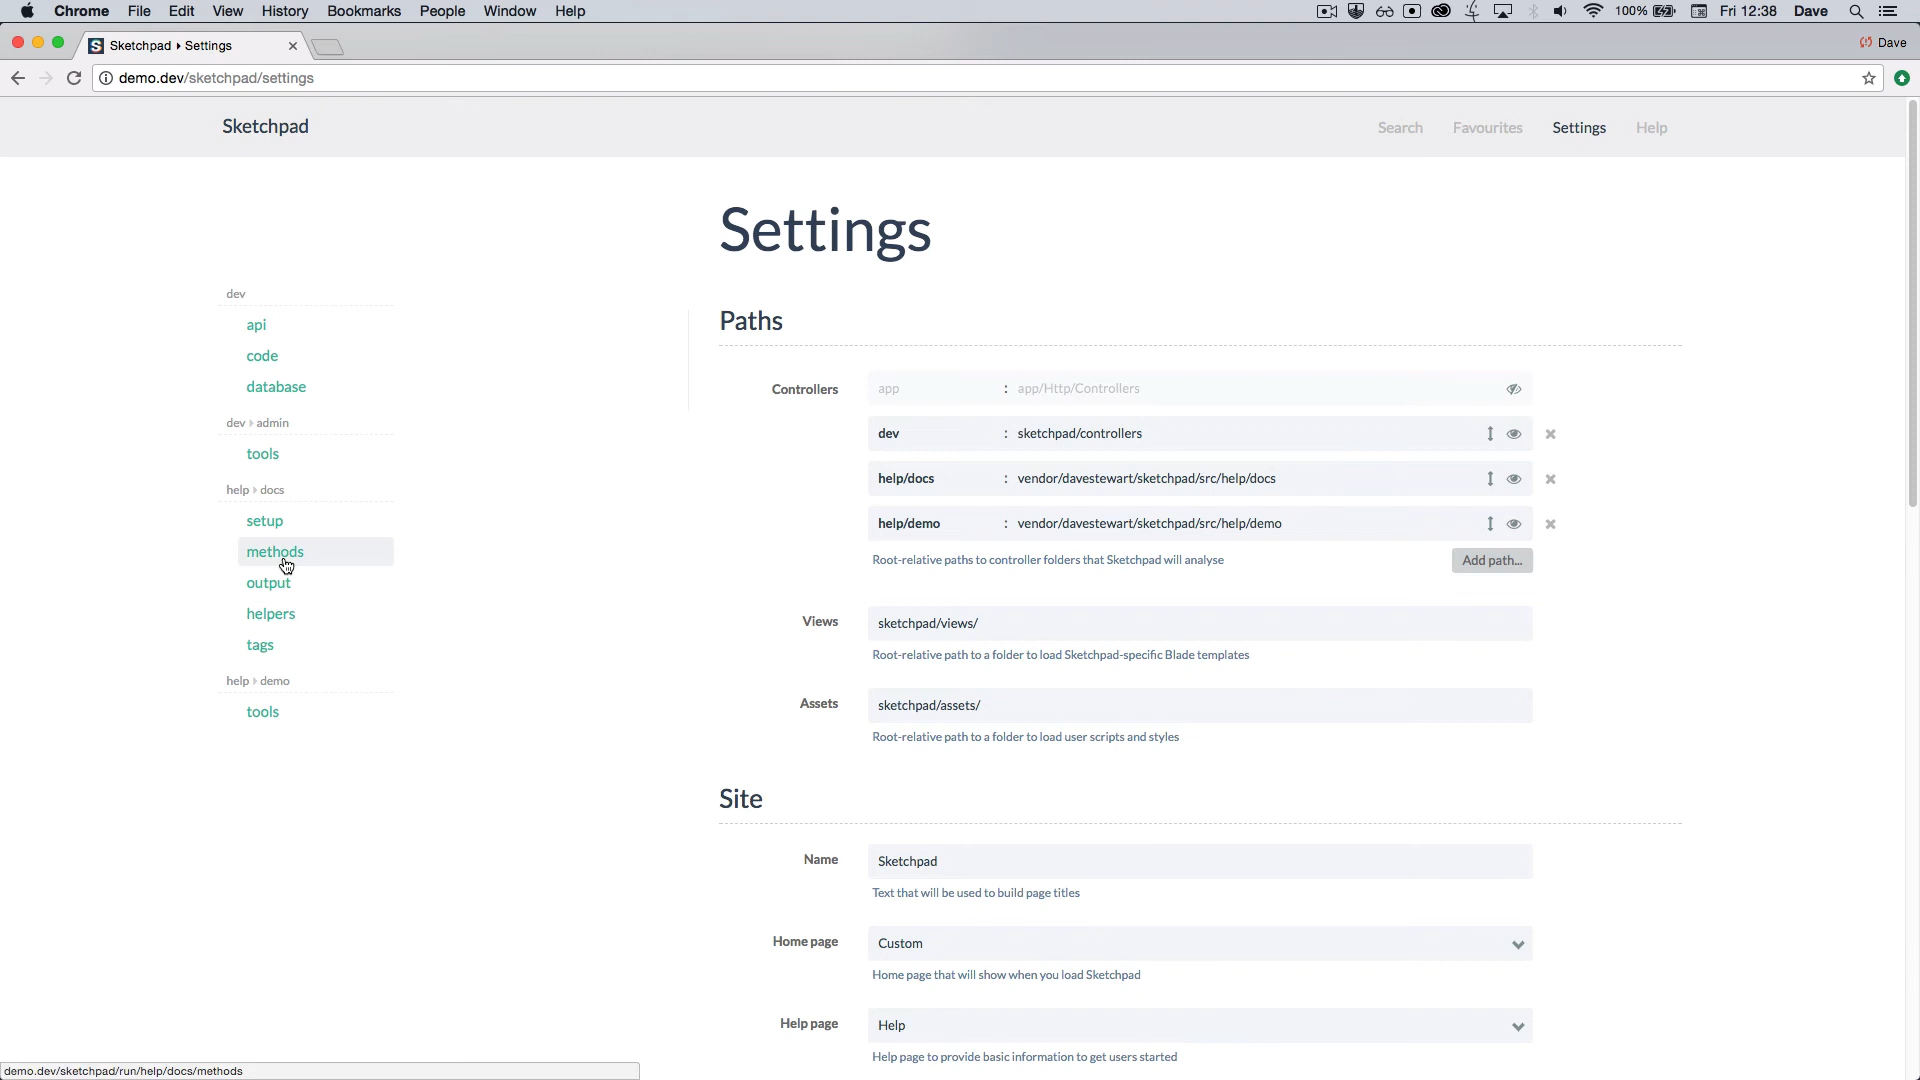 Chrome File Edit View History Bookmarks People Window Help 100% Fri 12:38 Dave
Sketchpad ▸ Settings Dave
demo.dev/sketchpad/settings
Sketchpad Search Favourites Settings Help
Settings
dev
api
code
database
dev ▸ admin
tools
help ▸ docs
setup
methods
output
helpers
tags
help ▸ demo
tools
Paths
Controllers app : app/Http/Controllers
dev : sketchpad/controllers
help/docs : vendor/davestewart/sketchpad/src/help/docs
help/demo : vendor/davestewart/sketchpad/src/help/demo
Root-relative paths to controller folders that Sketchpad will analyse Add path...
Views sketchpad/views/
Root-relative path to a folder to load Sketchpad-specific Blade templates
Assets sketchpad/assets/
Root-relative path to a folder to load user scripts and styles
Site
Name Sketchpad
Text that will be used to build page titles
Home page Custom
Home page that will show when you load Sketchpad
Help page Help
Help page to provide basic information to get users started
demo.dev/sketchpad/run/help/docs/methods